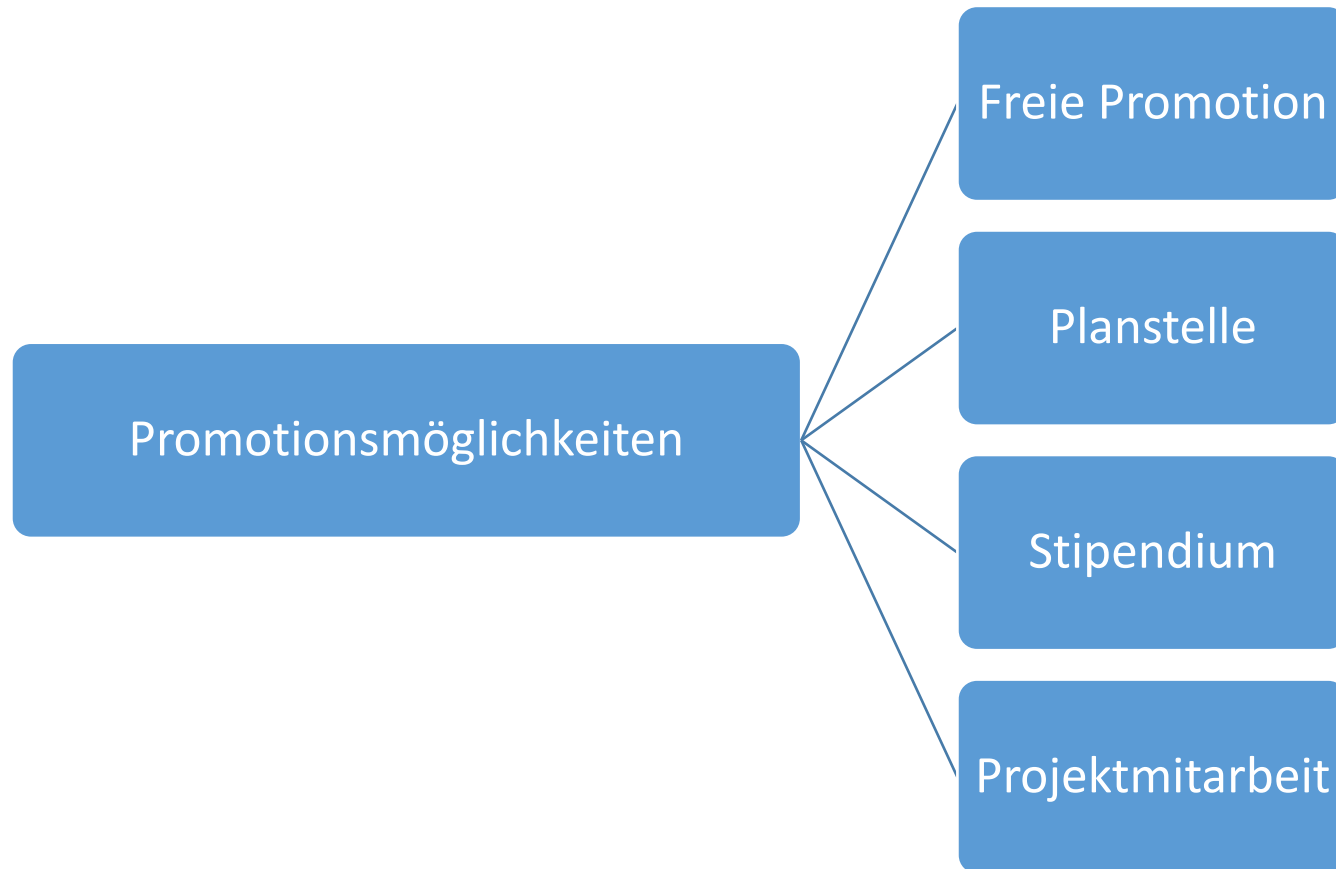 Promotionsmöglichkeiten
Freie Promotion
Planstelle
Stipendium
Projektmitarbeit